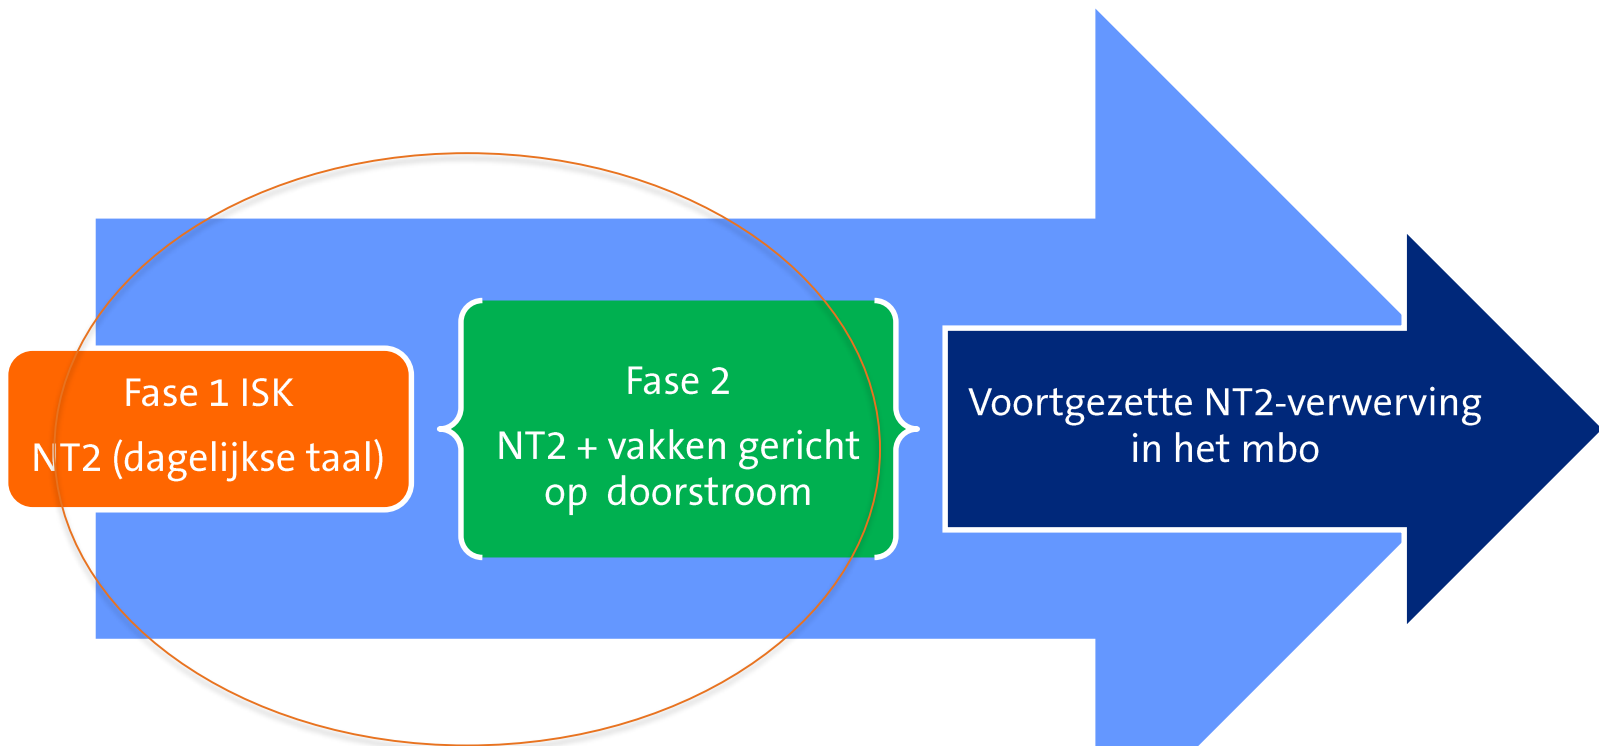 Fase 1 ISK
NT2 (dagelijkse taal)
Fase 2
NT2 + vakken gericht
op  doorstroom
Voortgezette NT2-verwerving
in het mbo